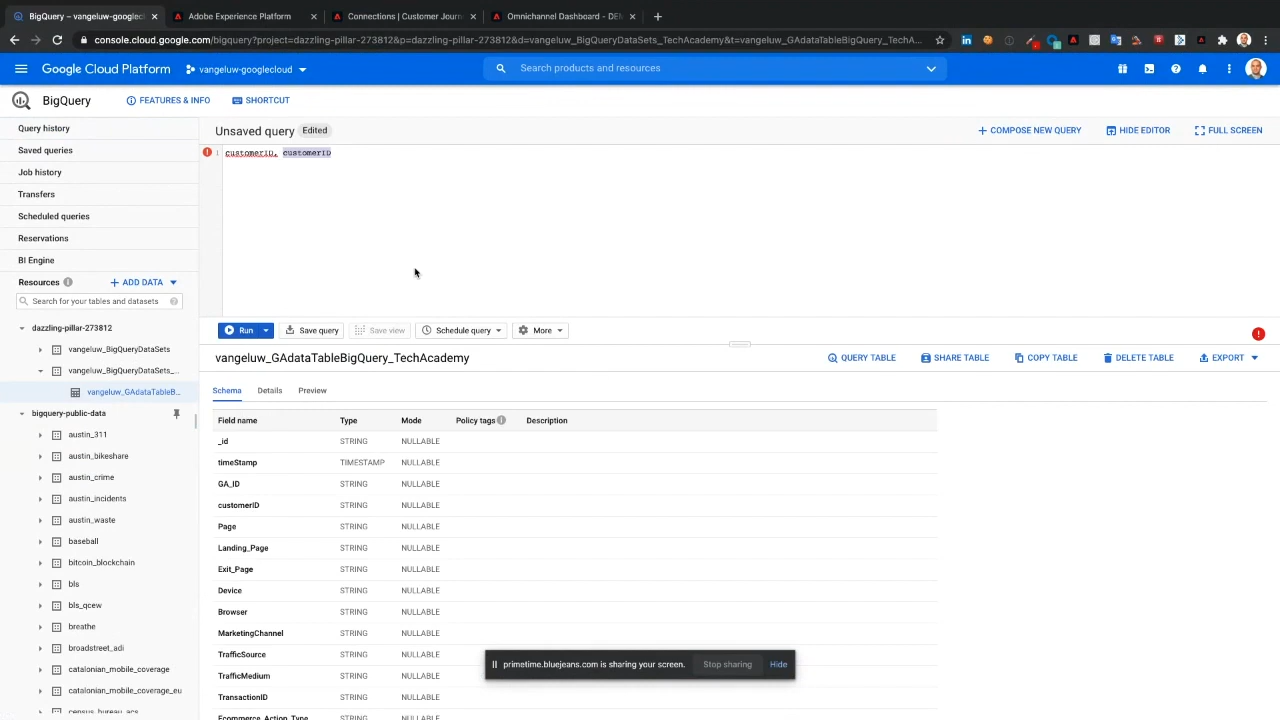 BigQuery – vangeluw-googlecl
Adobe Experience Platform
Connections | Customer Journ
Omnichannel Dashboard - DEM
console.cloud.google.com/bigquery?project=dazzling-pillar-273812&p=dazzling-pillar-273812&d=vangeluw_BigQueryDataSets_TechAcademy&t=vangeluw_GAdataTableBigQuery_TechA...
Google Cloud Platform
vangeluw-googlecloud
Search products and resources
BigQuery
FEATURES & INFO
SHORTCUT
Query history
Saved queries
Job history
Transfers
Scheduled queries
Reservations
BI Engine
Resources
ADD DATA
Search for your tables and datasets
dazzling-pillar-273812
vangeluw_BigQueryDataSets
vangeluw_BigQueryDataSets_...
vangeluw_GAdataTableB...
bigquery-public-data
austin_311
austin_bikeshare
austin_crime
austin_incidents
austin_waste
baseball
bitcoin_blockchain
bls
bls_qcew
breathe
broadstreet_adi
catalonian_mobile_coverage
catalonian_mobile_coverage_eu
census_bureau_acs
Unsaved query Edited
COMPOSE NEW QUERY
HIDE EDITOR
FULL SCREEN
1 customerID, customerID
Run
Save query
Save view
Schedule query
More
vangeluw_GAdataTableBigQuery_TechAcademy
QUERY TABLE
SHARE TABLE
COPY TABLE
DELETE TABLE
EXPORT
Schema Details Preview
Field name Type Mode Policy tags Description
_id STRING NULLABLE
timeStamp TIMESTAMP NULLABLE
GA_ID STRING NULLABLE
customerID STRING NULLABLE
Page STRING NULLABLE
Landing_Page STRING NULLABLE
Exit_Page STRING NULLABLE
Device STRING NULLABLE
Browser STRING NULLABLE
MarketingChannel STRING NULLABLE
TrafficSource STRING NULLABLE
TrafficMedium STRING NULLABLE
TransactionID STRING NULLABLE
Ecommerce_Action_Type STRING NULLABLE
primetime.bluejeans.com is sharing your screen.
Stop sharing
Hide